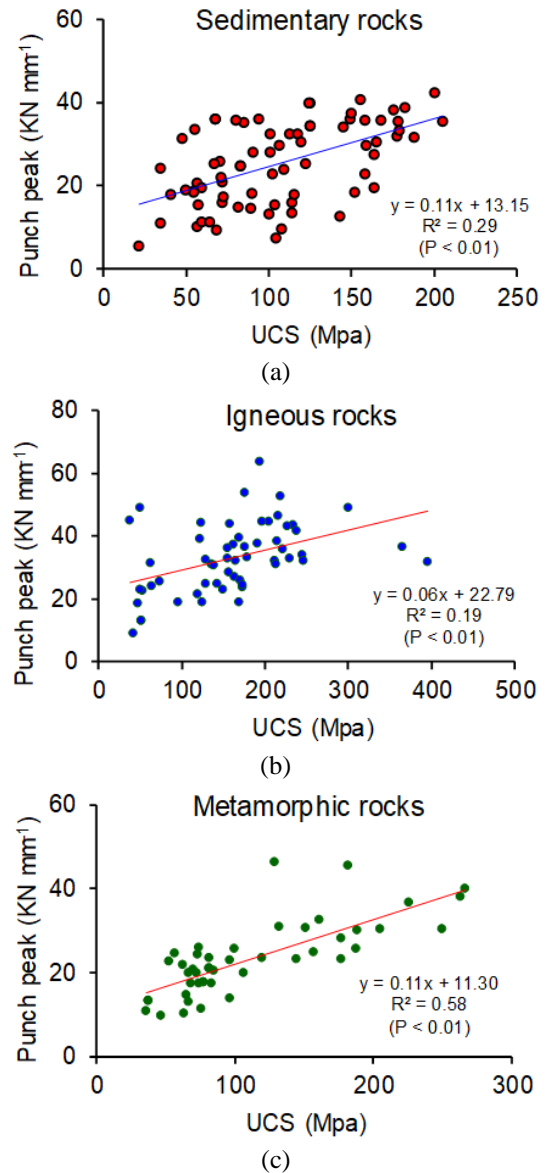 Sedimentary rocks
60
40
20
0
Punch peak (KN mm-1)
y = 0.11x + 13.15
R² = 0.29
(P < 0.01)
0 50 100 150 200 250
UCS (Mpa)
(a)
Igneous rocks
80
60
40
20
0
Punch peak (KN mm-1)
y = 0.06x + 22.79
R² = 0.19
(P < 0.01)
0 100 200 300 400 500
UCS (Mpa)
(b)
Metamorphic rocks
60
40
20
0
Punch peak (KN mm-1)
y = 0.11x + 11.30
R² = 0.58
(P < 0.01)
0 100 200 300
UCS (Mpa)
(c)